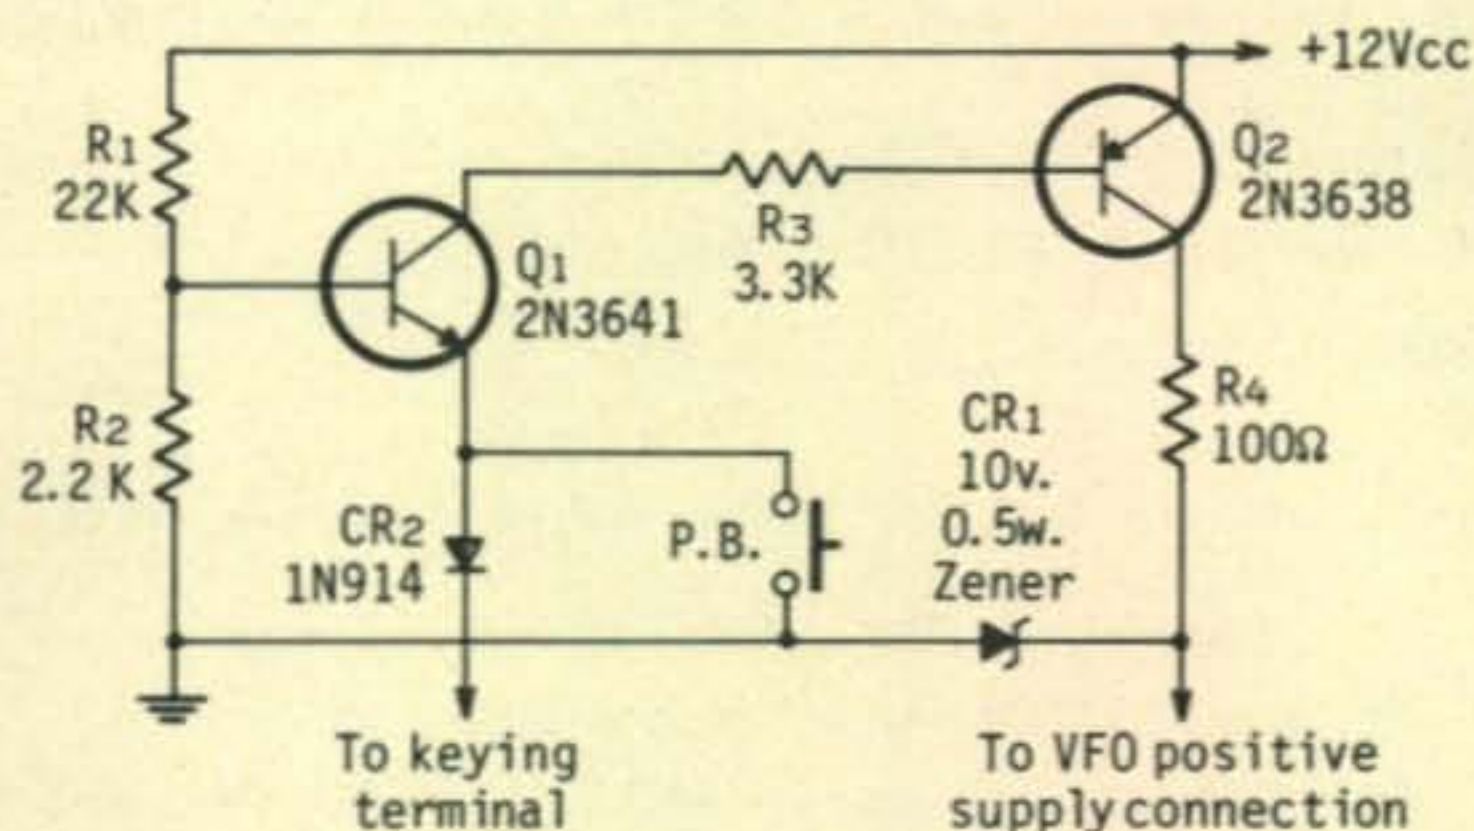 +12Vcc
R1
22K
Q2
2N3638
R3
3.3K
Q1
2N3641
R2
2.2 K
CR2
1N914
P.B.
CR1
10v.
0.5w.
Zener
R4
100Ω
To keying
terminal
To VFO positive
supply connection